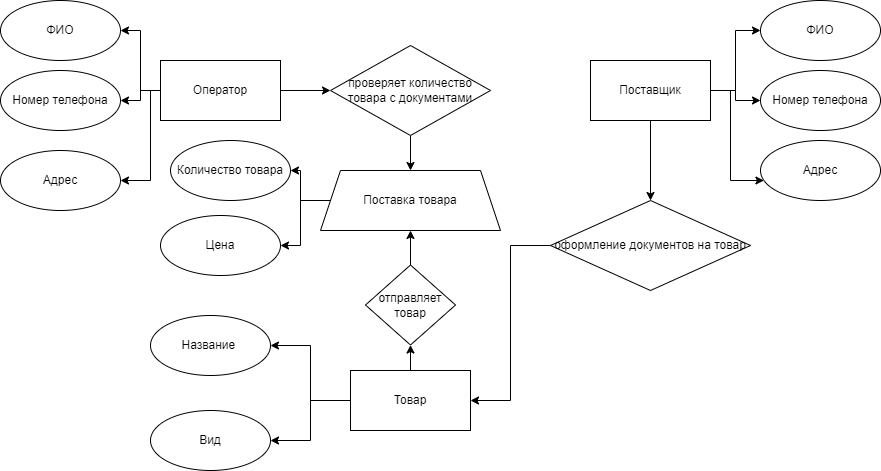 ФИО
Номер телефона
Адрес
Оператор
проверяет количество
товара с документами
Поставщик
ФИО
Номер телефона
Адрес
Количество товара
Цена
Поставка товара
оформление документов на товар
отправляет
товар
Название
Вид
Товар